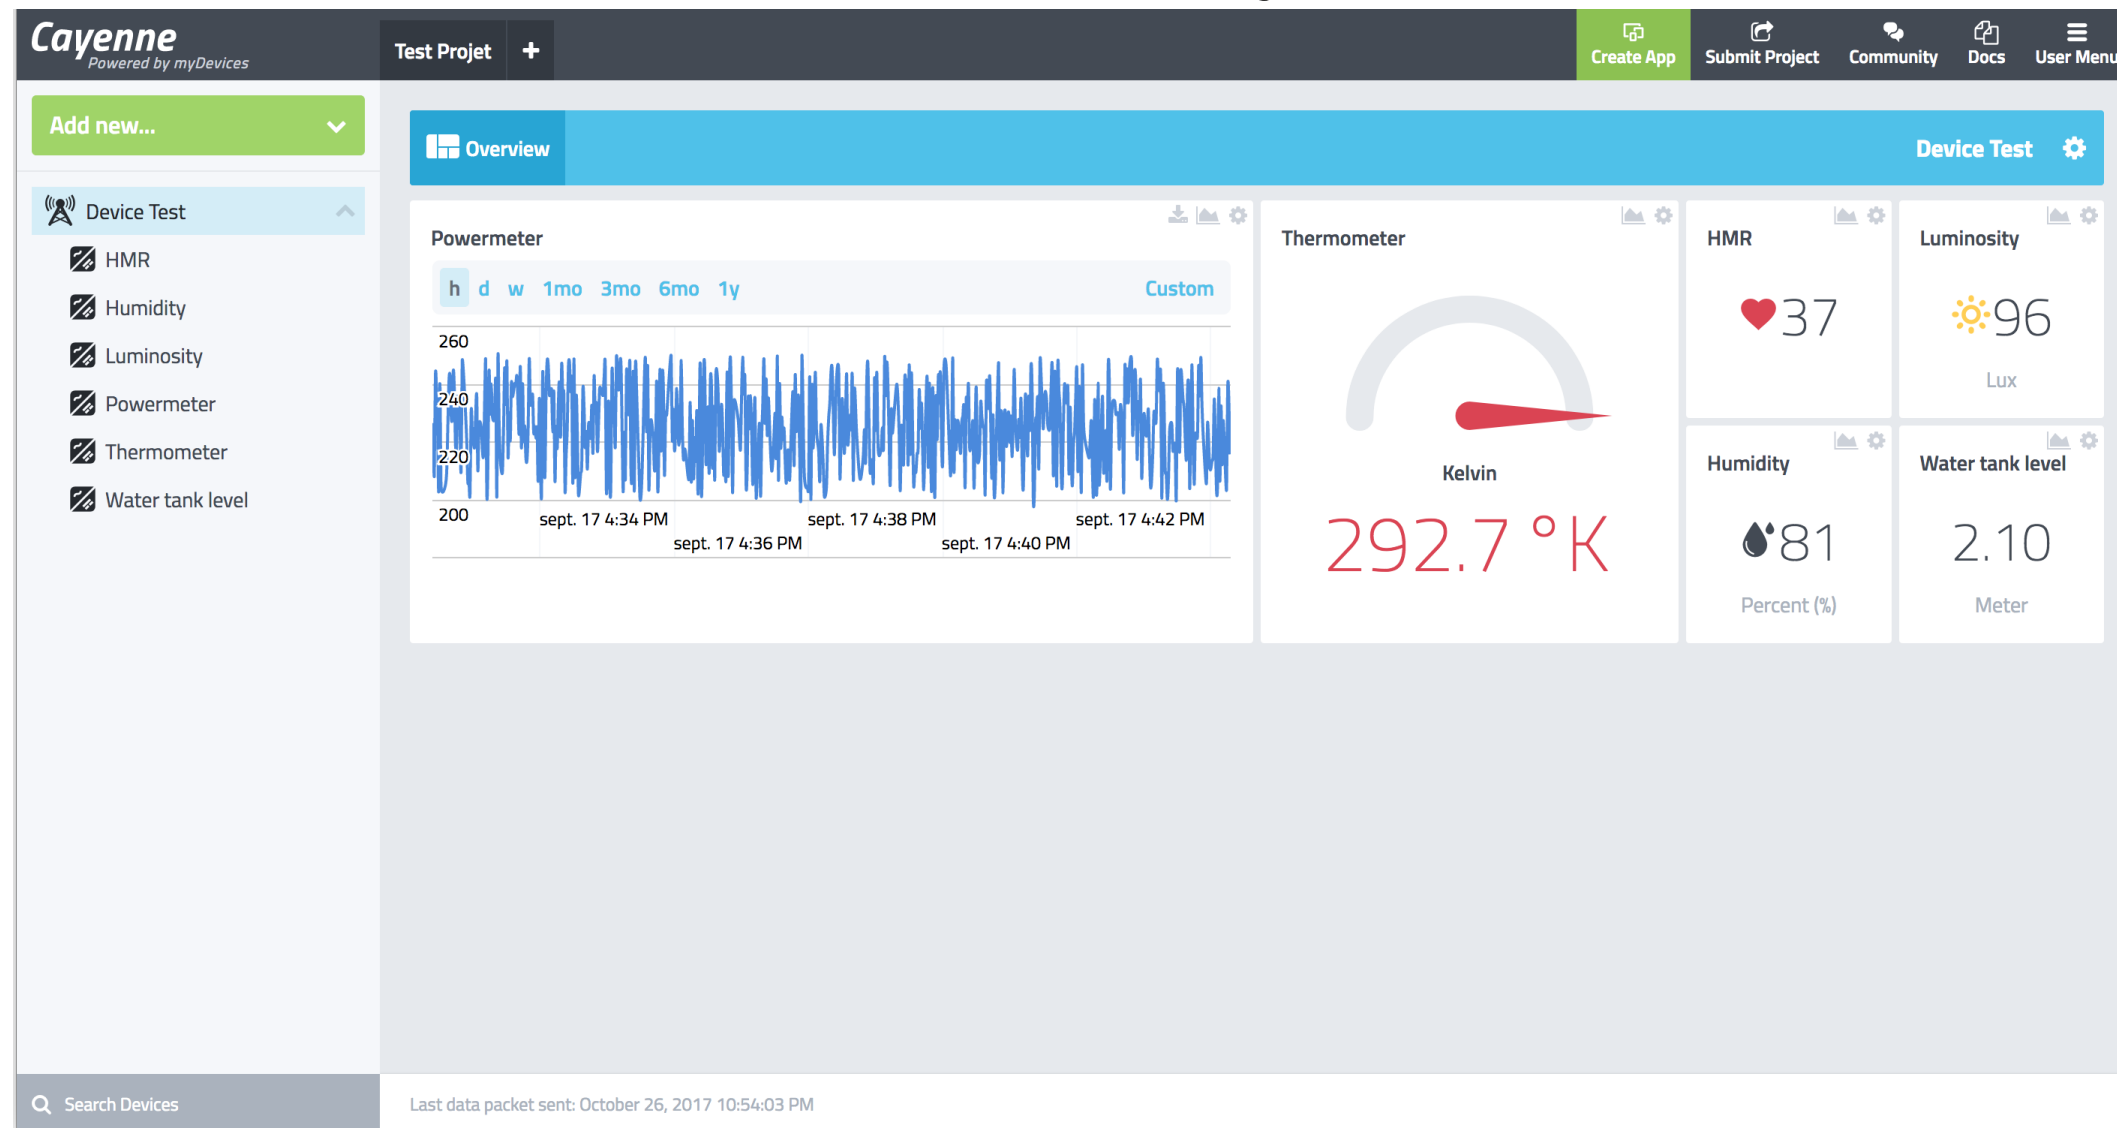 Cayenne
Powered by myDevices
Test Projet
Create App
Submit Project
Community
Docs
User Menu
Add new...
Device Test
HMR
Humidity
Luminosity
Powermeter
Thermometer
Water tank level
Search Devices
Overview
Device Test
Powermeter
h d w 1mo 3mo 6mo 1y Custom
260
240
220
200
sept. 17 4:34 PM sept. 17 4:38 PM sept. 17 4:42 PM
sept. 17 4:36 PM sept. 17 4:40 PM
Thermometer
Kelvin
292.7 °K
HMR
37
Luminosity
96
Lux
Humidity
81
Percent (%)
Water tank level
2.10
Meter
Last data packet sent: October 26, 2017 10:54:03 PM